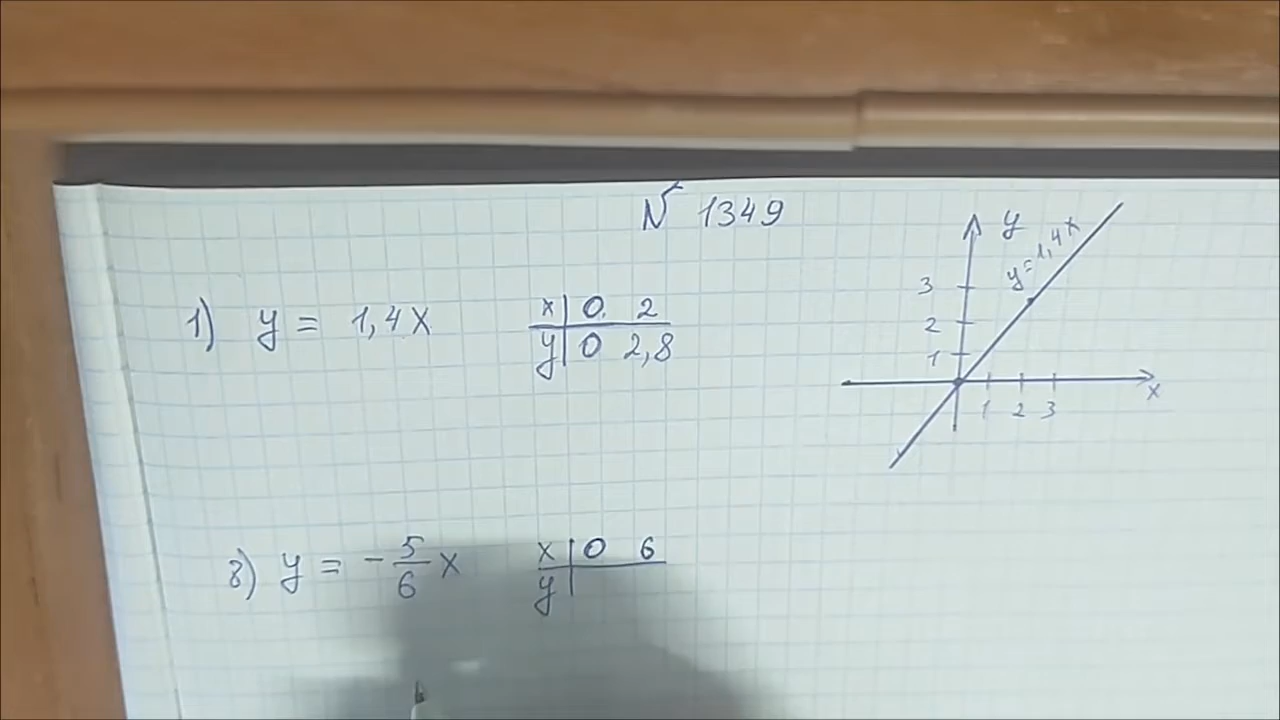 № 1349
1) y = 1,4x
x | 0 2
y | 0 2,8
y
3
2
1
y=1,4x
1 2 3
x
8) y = -5/6 x
x | 0 6
y |